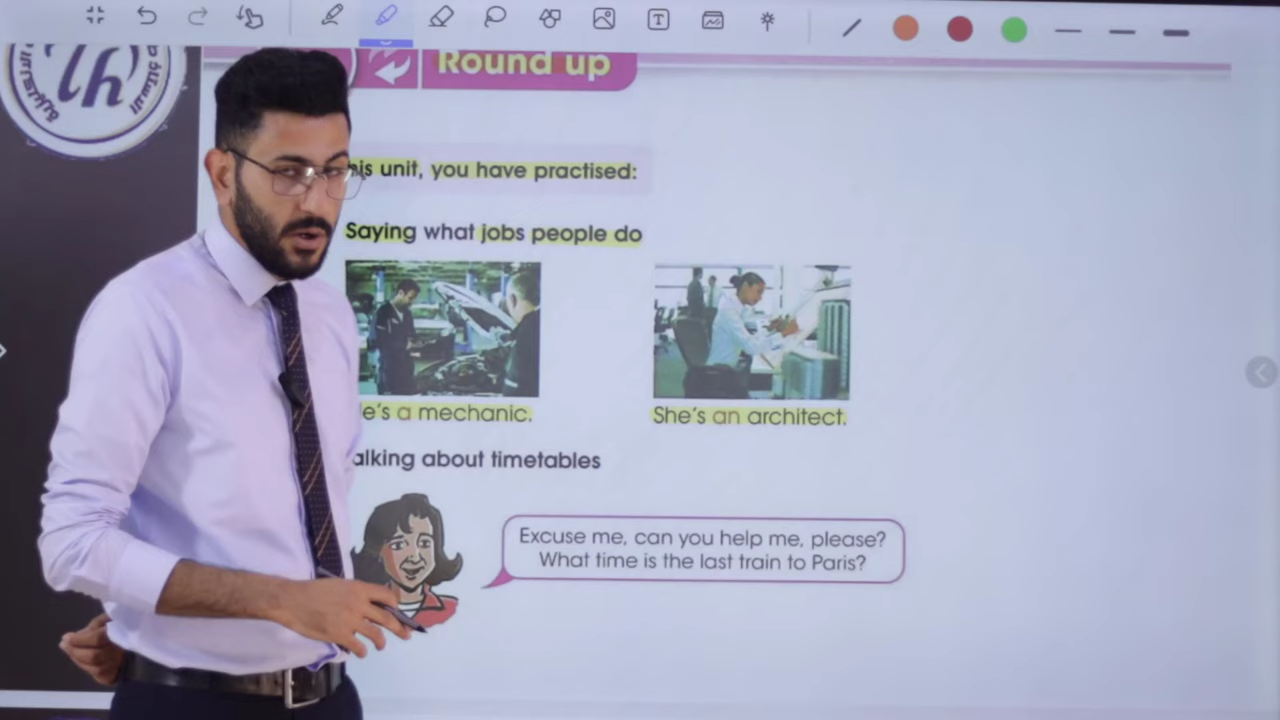 Round up
his unit, you have practised:
Saying what jobs people do
e's a mechanic.
She's an architect.
alking about timetables
Excuse me, can you help me, please?
What time is the last train to Paris?